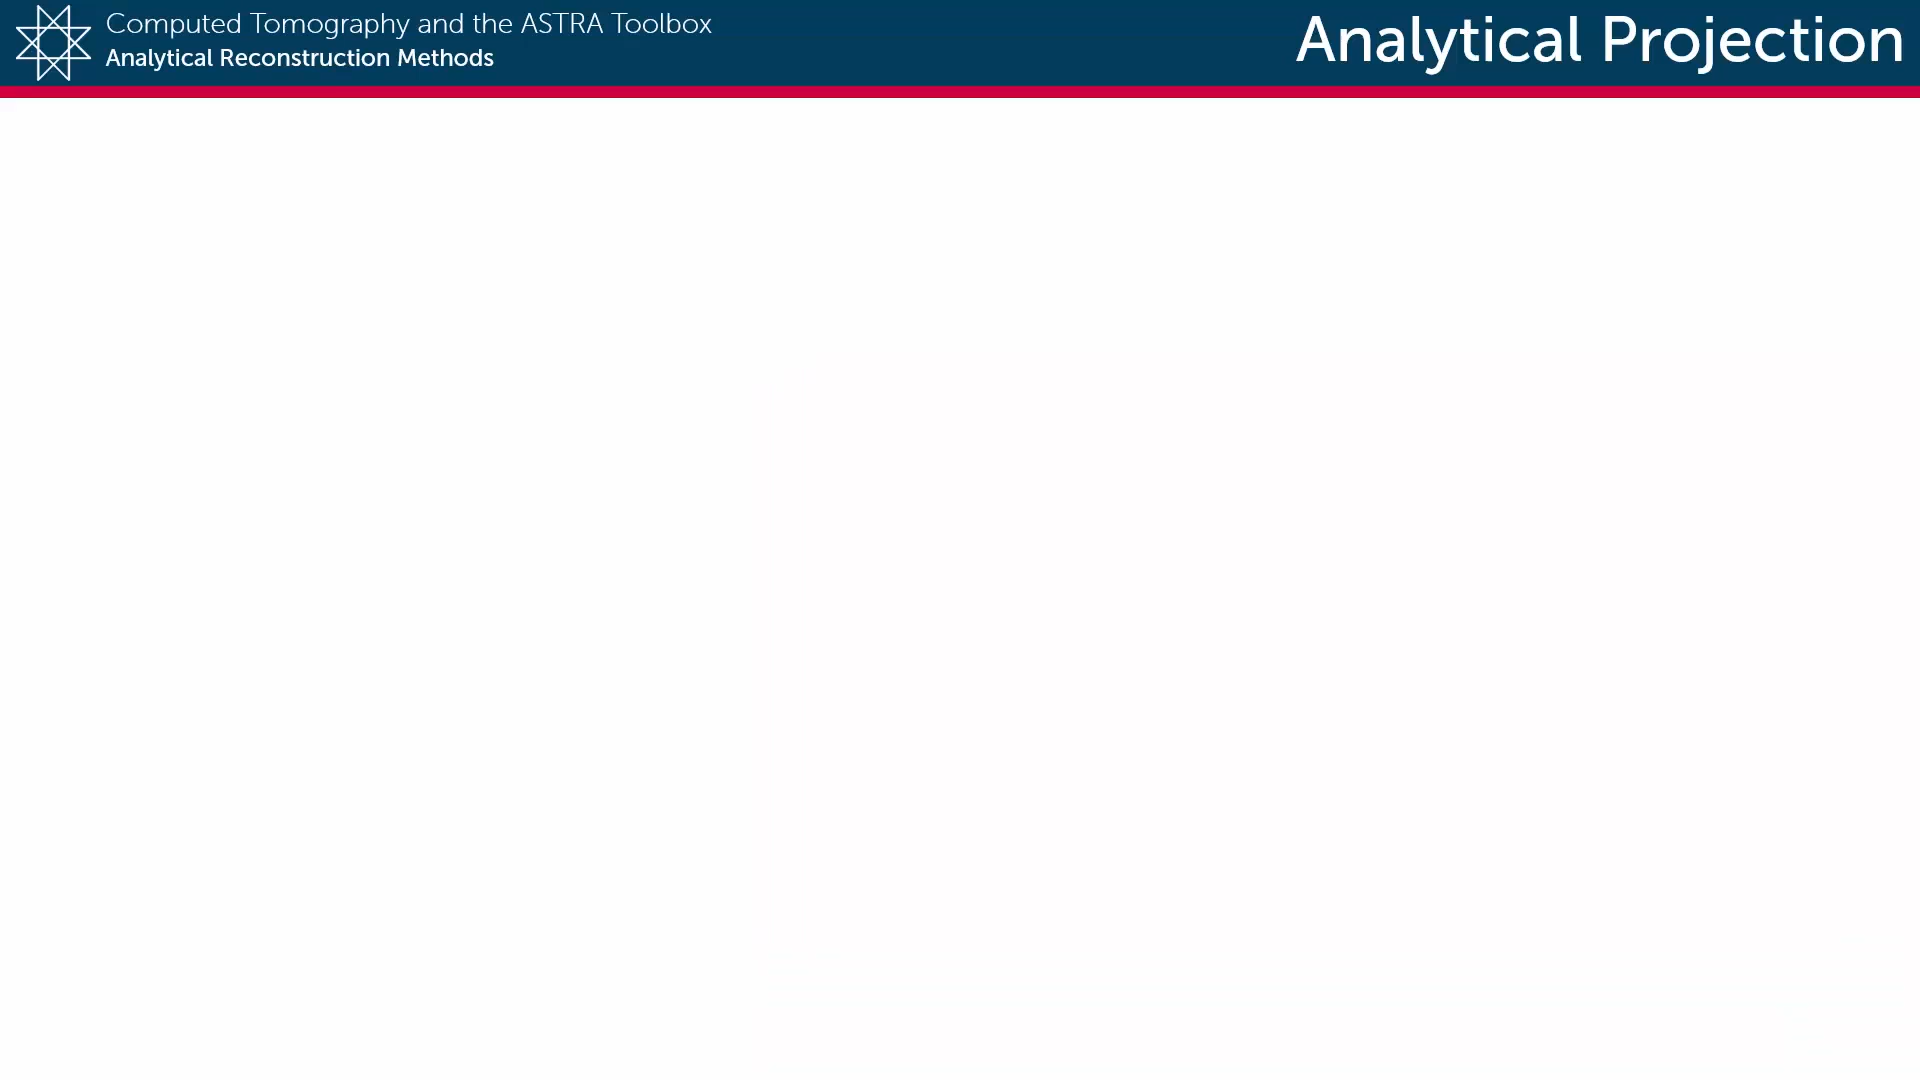 Computed Tomography and the ASTRA Toolbox
Analytical Reconstruction Methods
Analytical Projection